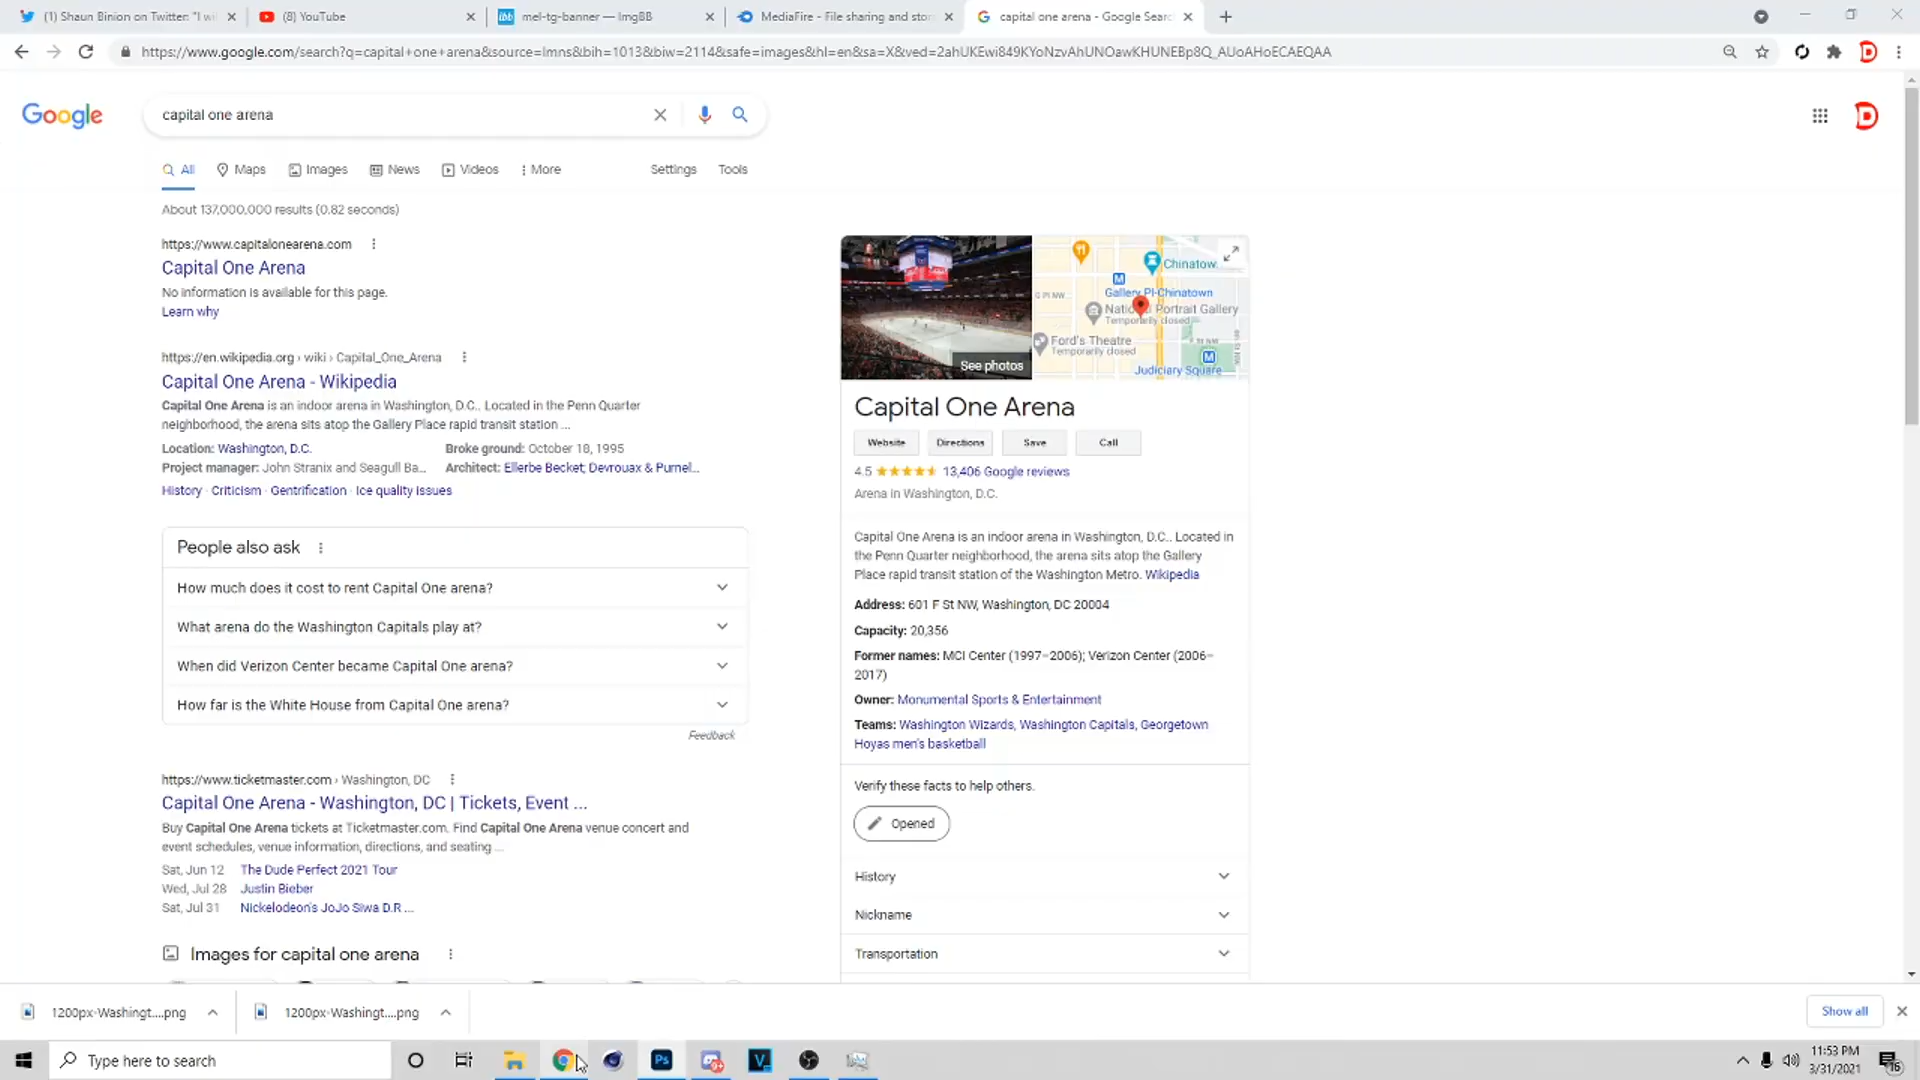 (1) Shaun Binion on Twitter: "I wi
(8) YouTube
mel-tg-banner — ImgBB
MediaFire - File sharing and stor
capital one arena - Google Searc
https://www.google.com/search?q=capital+one+arena&source=lmns&bih=1013&biw=2114&safe=images&hl=en&sa=X&ved=2ahUKEwi849KYoNzvAhUNOawKHUNEBp8Q_AUoAHoECAEQAA
Google
capital one arena
All
Maps
Images
News
Videos
More
Settings
Tools
About 137,000,000 results (0.82 seconds)
https://www.capitalonearena.com
Capital One Arena
No information is available for this page.
Learn why
https://en.wikipedia.org › wiki › Capital_One_Arena
Capital One Arena - Wikipedia
Capital One Arena is an indoor arena in Washington, D.C.. Located in the Penn Quarter
neighborhood, the arena sits atop the Gallery Place rapid transit station ...
Location: Washington, D.C. Broke ground: October 18, 1995
Project manager: John Stranix and Seagull Ba... Architect: Ellerbe Becket; Devrouax & Purnel...
History · Criticism · Gentrification · Ice quality issues
People also ask
How much does it cost to rent Capital One arena?
What arena do the Washington Capitals play at?
When did Verizon Center became Capital One arena?
How far is the White House from Capital One arena?
Feedback
https://www.ticketmaster.com › Washington, DC
Capital One Arena - Washington, DC | Tickets, Event ...
Buy Capital One Arena tickets at Ticketmaster.com. Find Capital One Arena venue concert and
event schedules, venue information, directions, and seating ...
Sat, Jun 12 The Dude Perfect 2021 Tour
Wed, Jul 28 Justin Bieber
Sat, Jul 31 Nickelodeon's JoJo Siwa D.R ...
Images for capital one arena
See photos
Chinatow
Gallery Pl-Chinatown
G Pl NW
National Portrait Gallery
Temporarily closed
Ford's Theatre
Temporarily closed
Judiciary Square
Capital One Arena
Website
Directions
Save
Call
4.5 13,406 Google reviews
Arena in Washington, D.C.
Capital One Arena is an indoor arena in Washington, D.C.. Located in
the Penn Quarter neighborhood, the arena sits atop the Gallery
Place rapid transit station of the Washington Metro. Wikipedia
Address: 601 F St NW, Washington, DC 20004
Capacity: 20,356
Former names: MCI Center (1997–2006); Verizon Center (2006–
2017)
Owner: Monumental Sports & Entertainment
Teams: Washington Wizards, Washington Capitals, Georgetown
Hoyas men's basketball
Verify these facts to help others.
Opened
History
Nickname
Transportation
1200px-Washingt....png
1200px-Washingt....png
Show all
Type here to search
Ps
V
11:53 PM
3/31/2021
16